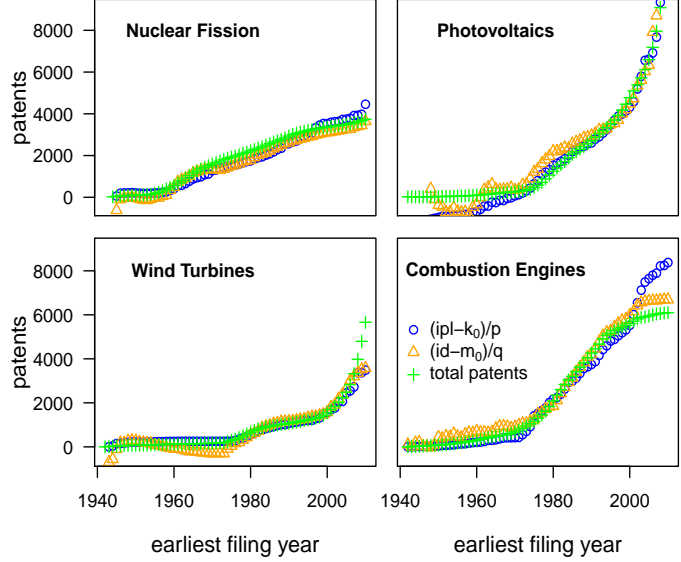 Nuclear Fission
Photovoltaics
8000
6000
4000
2000
0
patents
Wind Turbines
Combustion Engines
8000
6000
4000
2000
0
patents
(ipl−k0)/p
(id−m0)/q
total patents
1940 1960 1980 2000
1940 1960 1980 2000
earliest filing year
earliest filing year